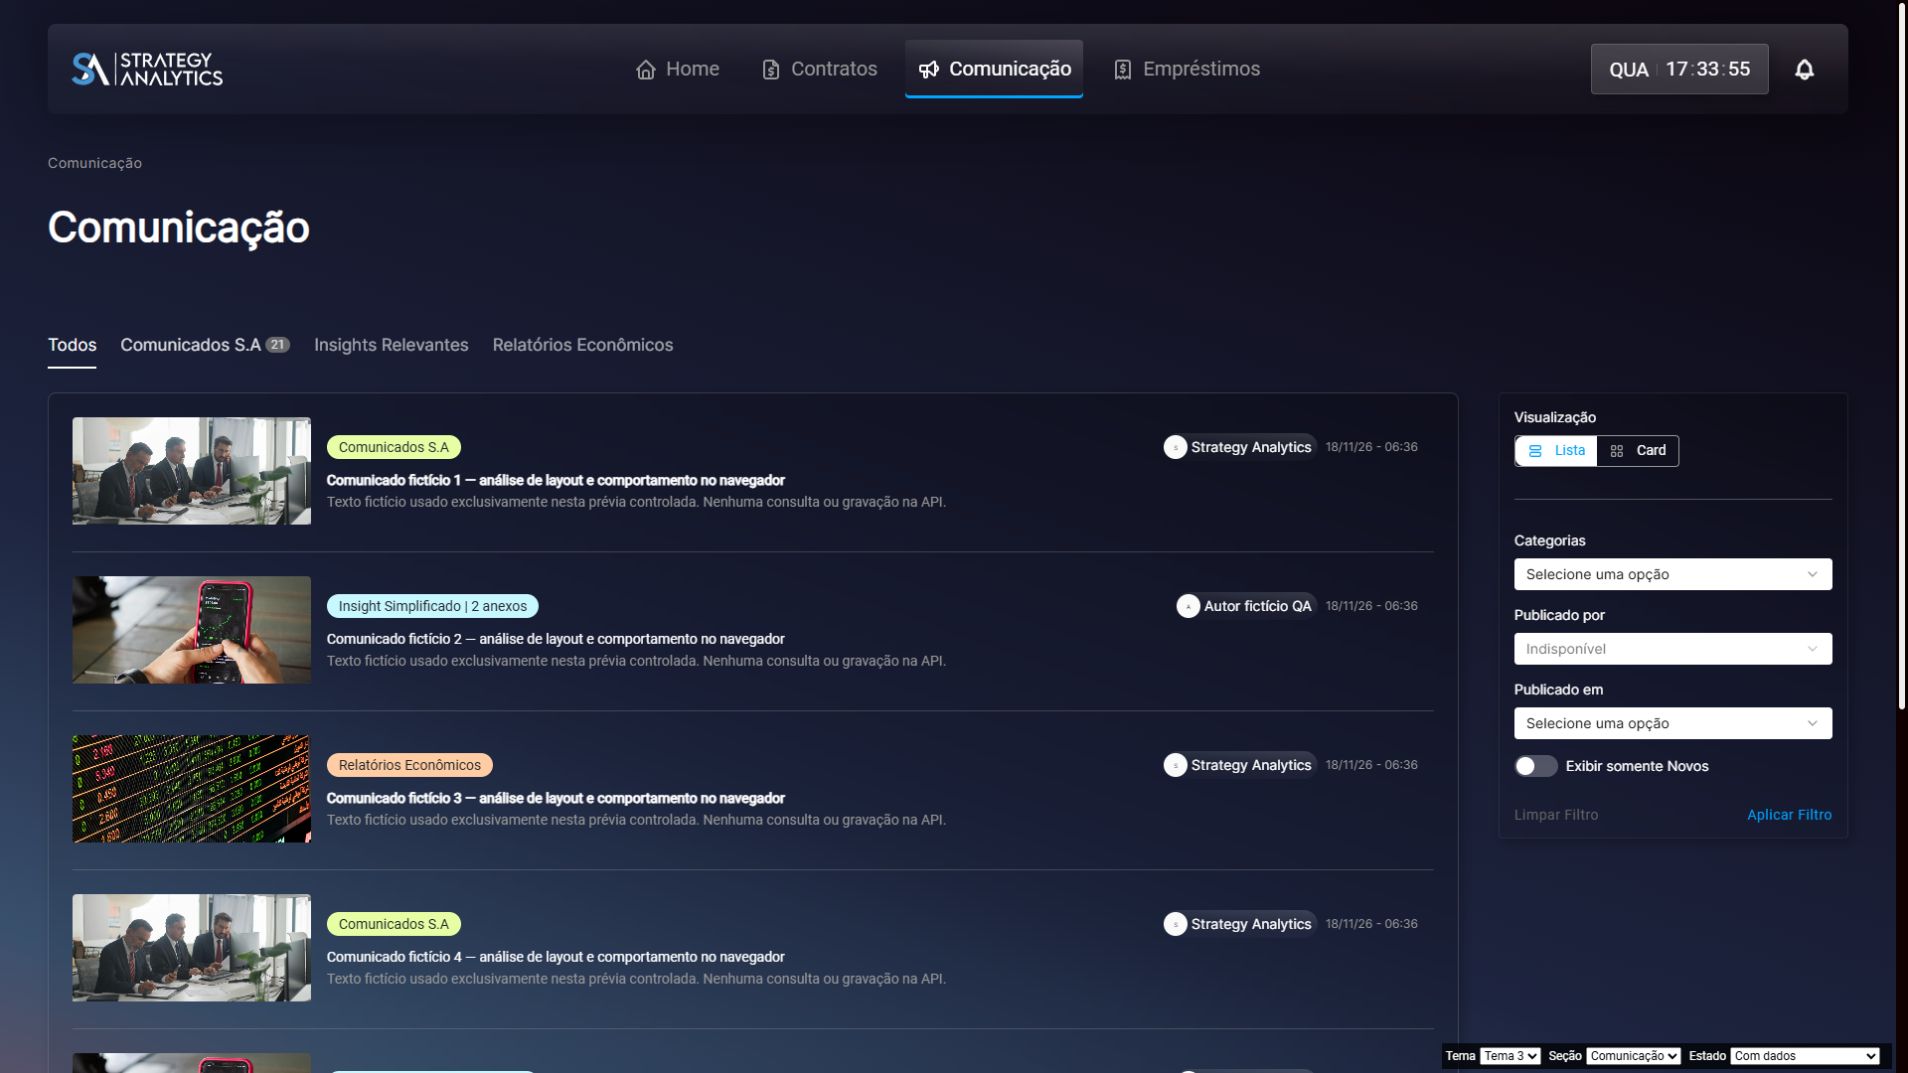 STRATEGY
ANALYTICS
Home
Contratos
Comunicação
Empréstimos
QUA 17:33:55
Comunicação
Comunicação
Todos
Comunicados S.A 21
Insights Relevantes
Relatórios Econômicos
Comunicados S.A
Strategy Analytics 18/11/26 - 06:36
Comunicado fictício 1 — análise de layout e comportamento no navegador
Texto fictício usado exclusivamente nesta prévia controlada. Nenhuma consulta ou gravação na API.
Insight Simplificado | 2 anexos
Autor fictício QA 18/11/26 - 06:36
Comunicado fictício 2 — análise de layout e comportamento no navegador
Texto fictício usado exclusivamente nesta prévia controlada. Nenhuma consulta ou gravação na API.
Relatórios Econômicos
Strategy Analytics 18/11/26 - 06:36
Comunicado fictício 3 — análise de layout e comportamento no navegador
Texto fictício usado exclusivamente nesta prévia controlada. Nenhuma consulta ou gravação na API.
Comunicados S.A
Strategy Analytics 18/11/26 - 06:36
Comunicado fictício 4 — análise de layout e comportamento no navegador
Texto fictício usado exclusivamente nesta prévia controlada. Nenhuma consulta ou gravação na API.
Visualização
Lista
Card
Categorias
Selecione uma opção
Publicado por
Indisponível
Publicado em
Selecione uma opção
Exibir somente Novos
Limpar Filtro
Aplicar Filtro
Tema Tema 3 Seção Comunicação Estado Com dados